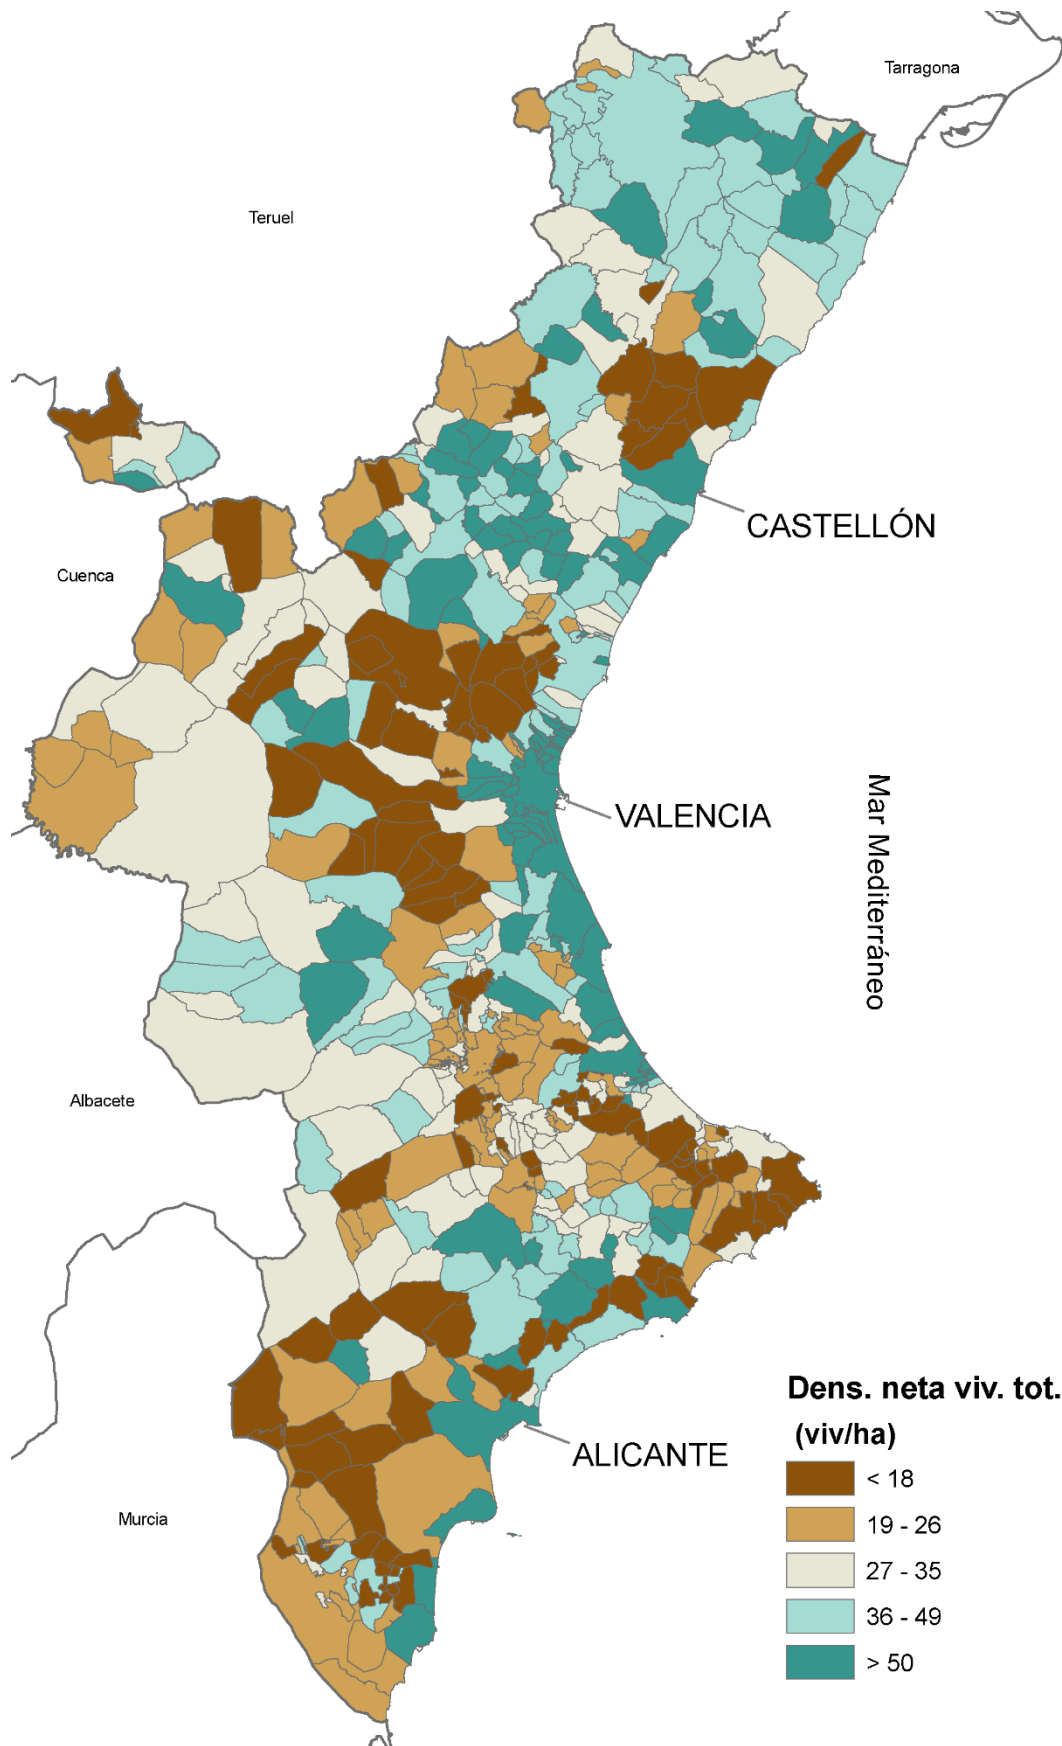 Tarragona
Teruel
CASTELLÓN
Cuenca
Mar Mediterráneo
VALENCIA
Albacete
Dens. neta viv. tot.
(viv/ha)
ALICANTE
< 18
19 - 26
Murcia
27 - 35
36 - 49
> 50